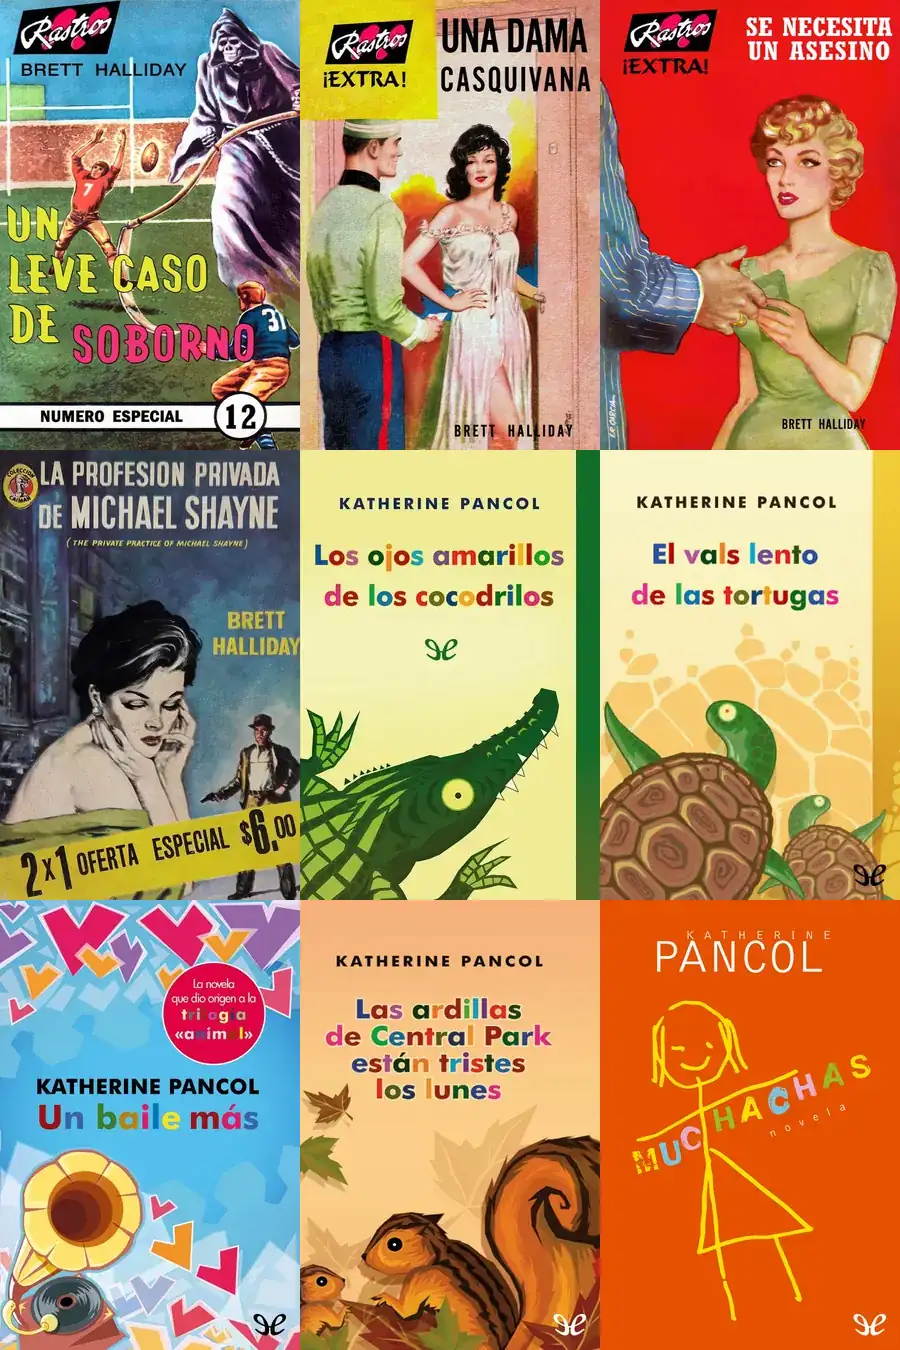 Rastros
BRETT HALLIDAY
7
UN
LEVE CASO
DE SOBORNO
31
NUMERO ESPECIAL 12
Rastros
¡EXTRA!
UNA DAMA
CASQUIVANA
BRETT HALLIDAY
Rastros
¡EXTRA!
SE NECESITA
UN ASESINO
BRETT HALLIDAY
LA PROFESION PRIVADA
DE MICHAEL SHAYNE
(THE PRIVATE PRACTICE OF MICHAEL SHAYNE)
BRETT
HALLIDAY
2x1 OFERTA ESPECIAL $6,00
KATHERINE PANCOL
Los ojos amarillos
de los cocodrilos
KATHERINE PANCOL
El vals lento
de las tortugas
La novela
que dio origen a la
trilogía
«animal»
KATHERINE PANCOL
Un baile más
KATHERINE PANCOL
Las ardillas
de Central Park
están tristes
los lunes
KATHERINE
PANCOL
MUCHACHAS
novela